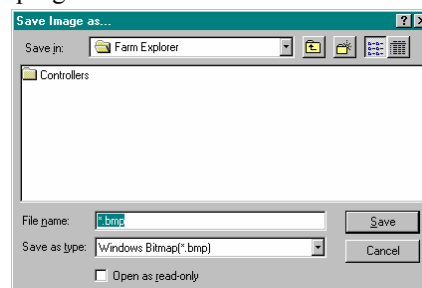 Save Image as...
Save in: Farm Explorer
Controllers
File name: *.bmp Save
Save as type: Windows Bitmap(*.bmp) Cancel
Open as read-only